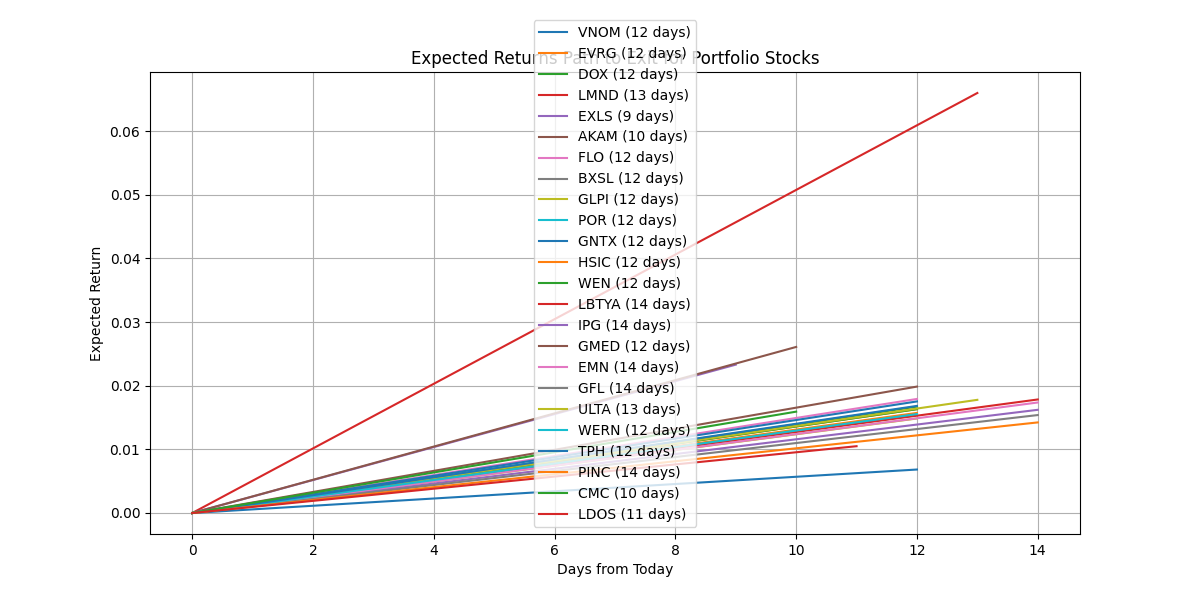 Expected Returns Path to Exit for Portfolio Stocks
VNOM (12 days)
EVRG (12 days)
DOX (12 days)
LMND (13 days)
EXLS (9 days)
AKAM (10 days)
FLO (12 days)
BXSL (12 days)
GLPI (12 days)
POR (12 days)
GNTX (12 days)
HSIC (12 days)
WEN (12 days)
LBTYA (14 days)
IPG (14 days)
GMED (12 days)
EMN (14 days)
GFL (14 days)
ULTA (13 days)
WERN (12 days)
TPH (12 days)
PINC (14 days)
CMC (10 days)
LDOS (11 days)
Expected Return
0.06
0.05
0.04
0.03
0.02
0.01
0.00
0 2 4 6 8 10 12 14
Days from Today